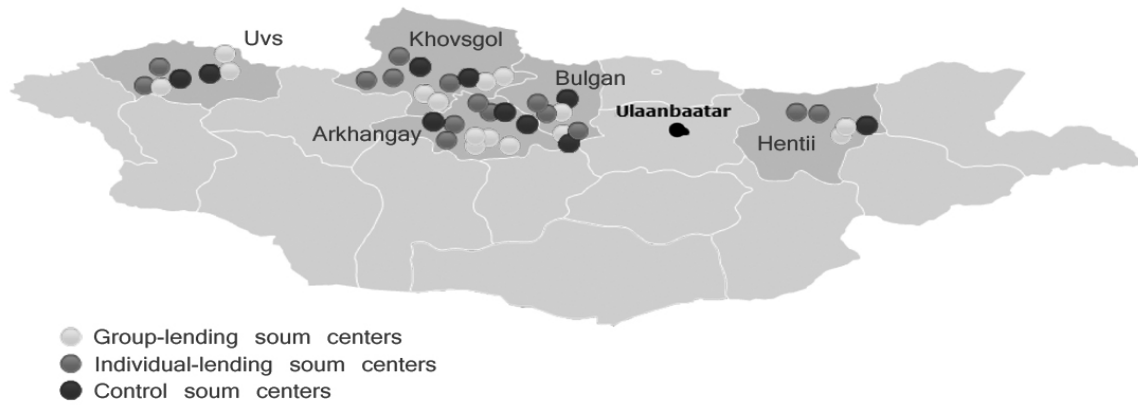 Uvs
Khovsgol
Bulgan
Ulaanbaatar
Arkhangay
Hentii
Group-lending soum centers
Individual-lending soum centers
Control soum centers